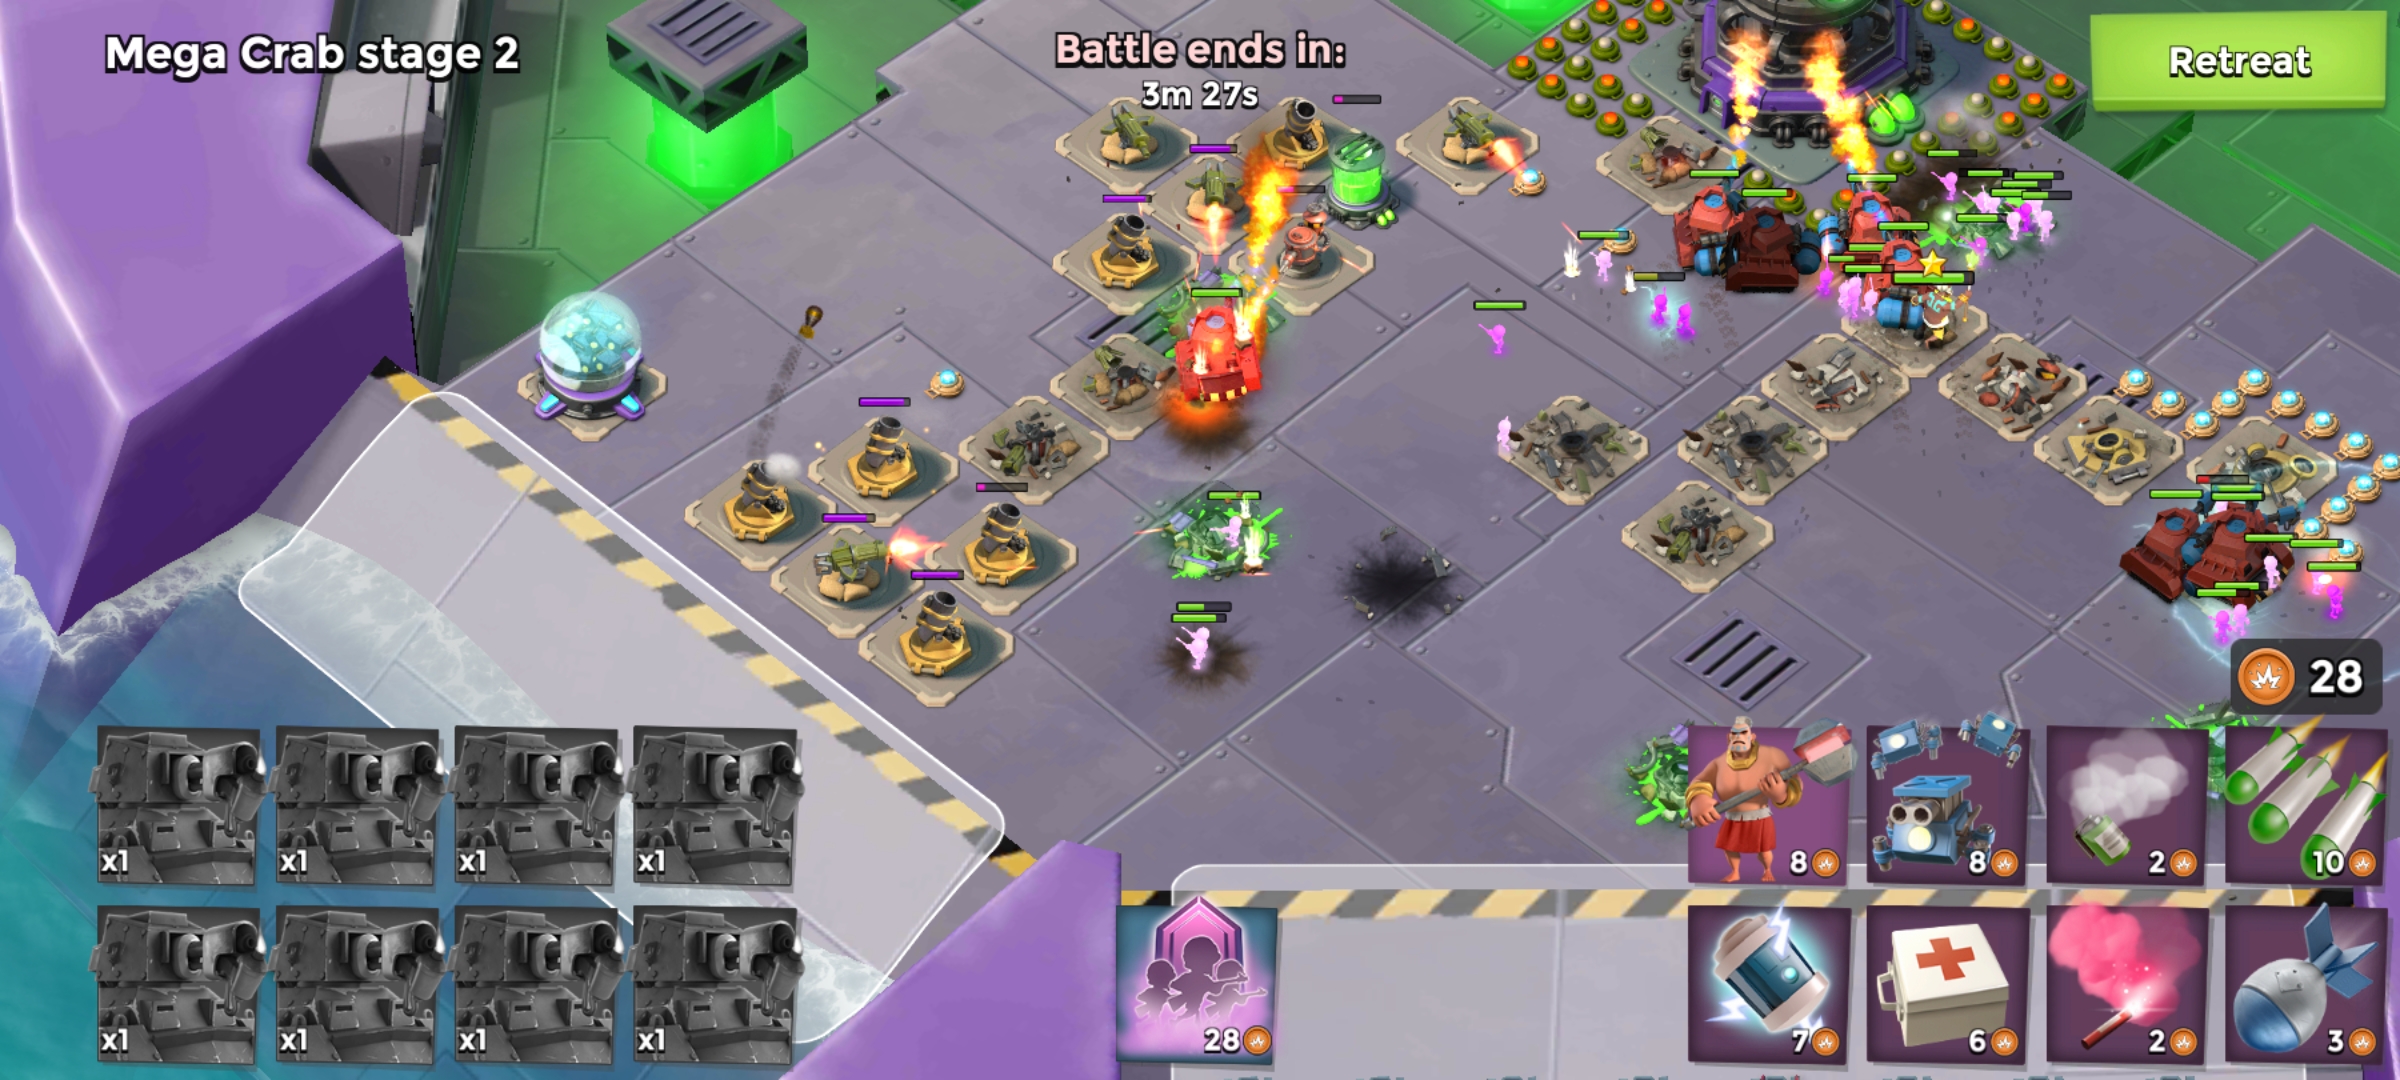 Mega Crab stage 2
Battle ends in:
3m 27s
Retreat
28
x1
x1
x1
x1
8
8
2
10
x1
x1
x1
x1
28
7
6
2
3